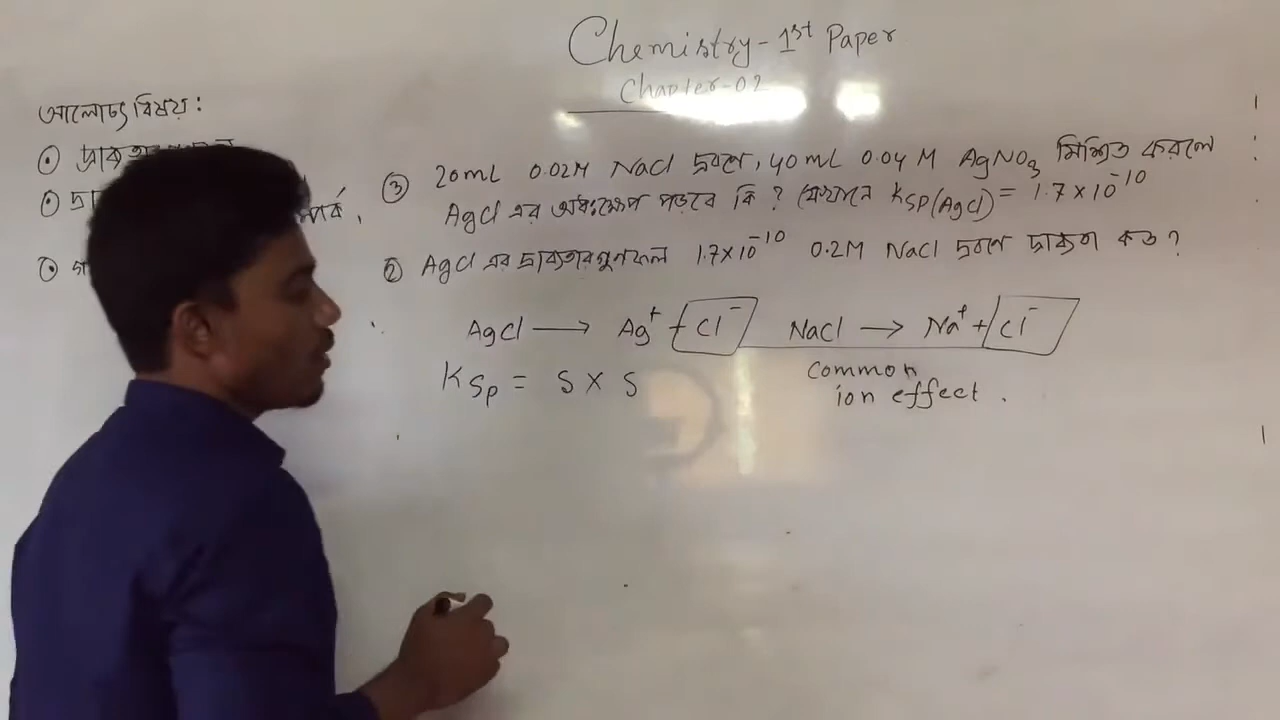 Chemistry - 1st Paper
Chapter-02
আলোচ্য বিষয় :
③ 20mL 0.02M NaCl দ্রবণে, 40mL 0.04 M AgNO₃ মিশ্রিত করলে
AgCl এর অধঃক্ষেপ পড়বে কি ? যেখানে KSP(AgCl) = 1.7 × 10⁻¹⁰
② AgCl এর দ্রাব্যতার গুণফল 1.7×10⁻¹⁰ 0.2M NaCl দ্রবণে দ্রাব্যতা কত ?
AgCl → Ag⁺ + Cl⁻ NaCl → Na⁺ + Cl⁻
KSp = S × S
common
ion effect .